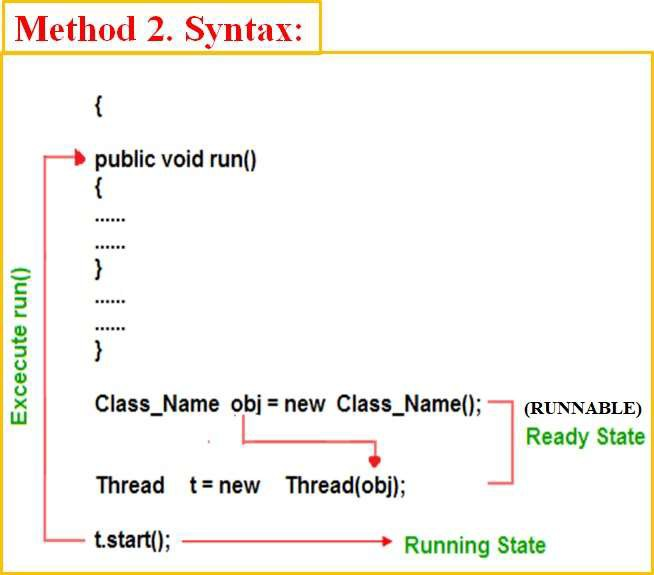 Method 2. Syntax:
{
public void run()
{
......
......
}
......
......
}
Excecute run()
Class_Name obj = new Class_Name();
(RUNNABLE)
Ready State
Thread t = new Thread(obj);
t.start();
Running State